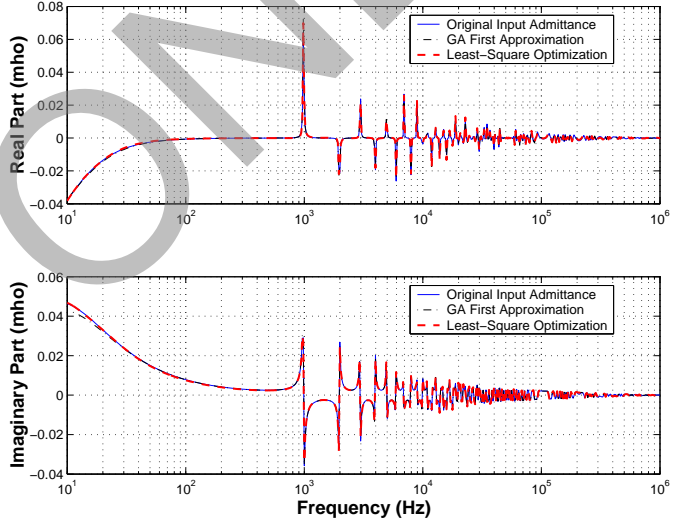 0.08
0.06
0.04
0.02
0
−0.02
−0.04
Real Part (mho)
Original Input Admittance
GA First Approximation
Least−Square Optimization
10^1
10^2
10^3
10^4
10^5
10^6
0.06
0.04
0.02
0
−0.02
−0.04
Imaginary Part (mho)
Original Input Admittance
GA First Approximation
Least−Square Optimization
10^1
10^2
10^3
10^4
10^5
10^6
Frequency (Hz)